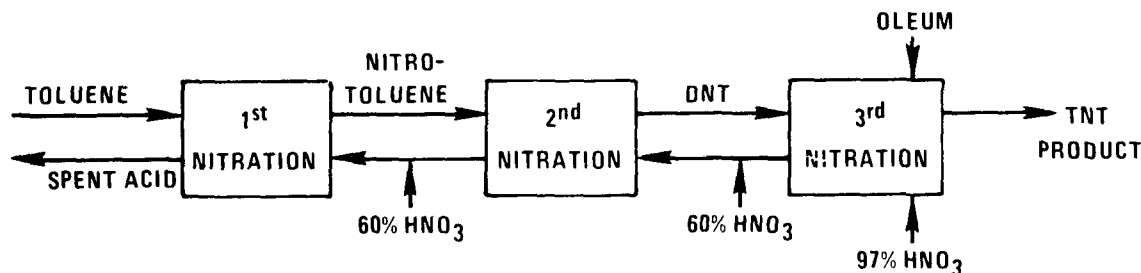 OLEUM
TOLUENE
1st
NITRATION
NITRO-
TOLUENE
2nd
NITRATION
DNT
3rd
NITRATION
TNT
PRODUCT
SPENT ACID
60% HNO3
60% HNO3
97% HNO3